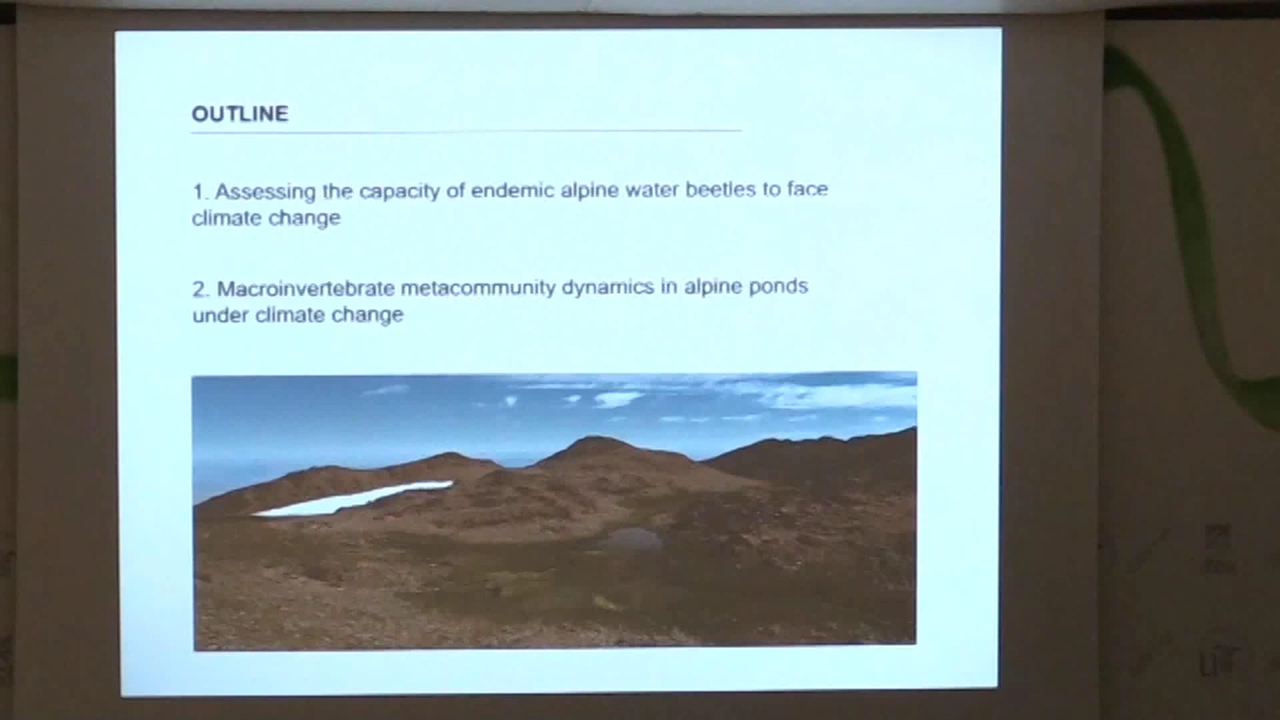 OUTLINE
1. Assessing the capacity of endemic alpine water beetles to face
climate change
2. Macroinvertebrate metacommunity dynamics in alpine ponds
under climate change